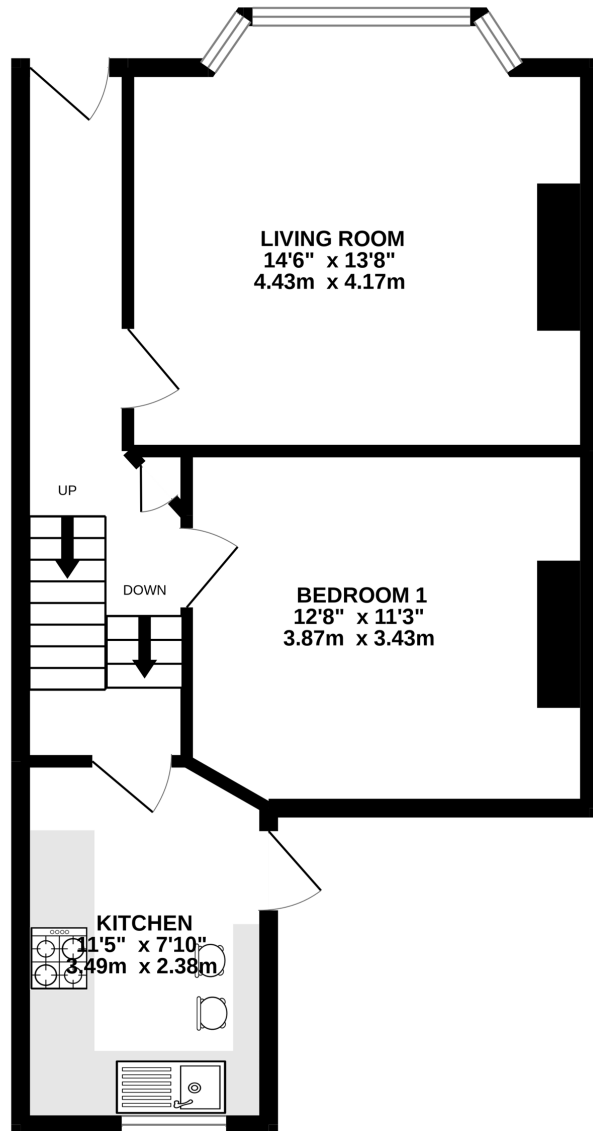 LIVING ROOM
14'6" x 13'8"
4.43m x 4.17m
UP
DOWN
BEDROOM 1
12'8" x 11'3"
3.87m x 3.43m
KITCHEN
11'5" x 7'10"
3.49m x 2.38m